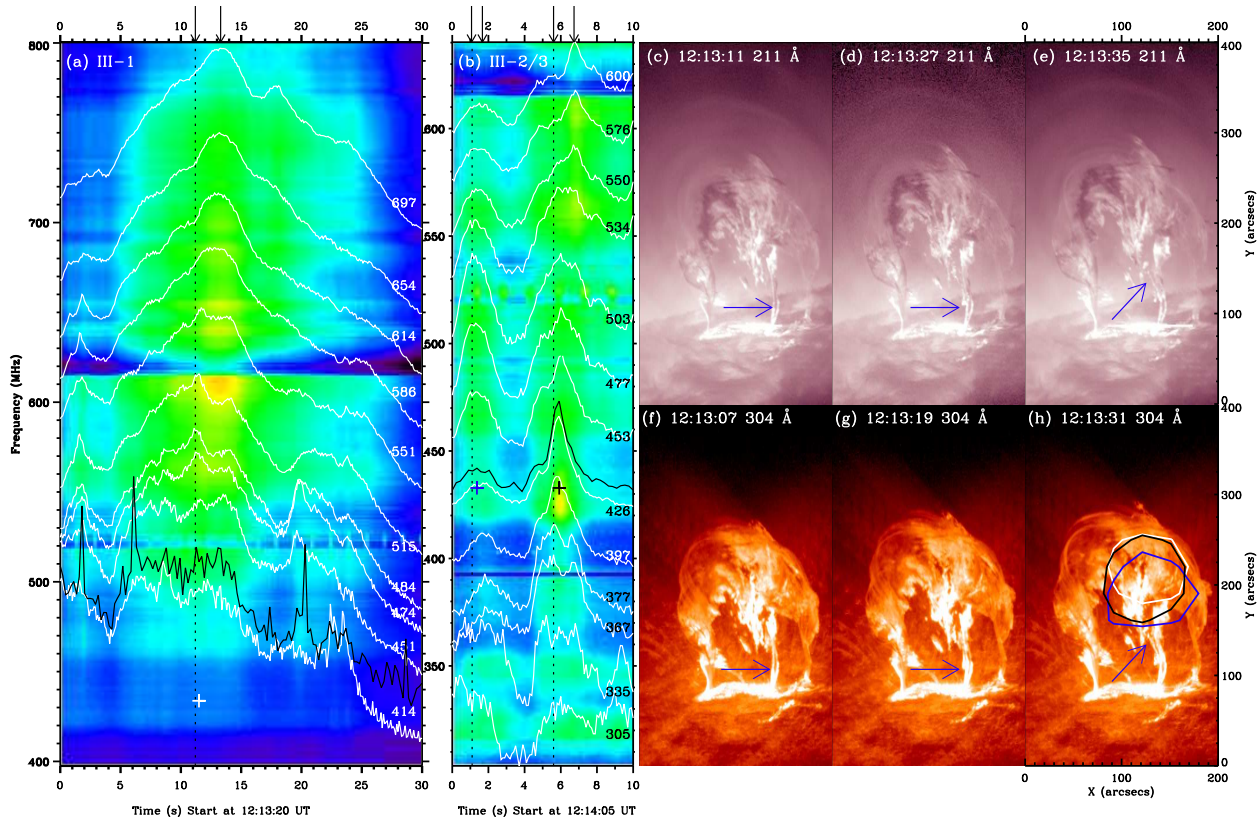 0 5 10 15 20 25 30
0 2 4 6 8 10
0 100 200
(a) III-1
800
700
600
500
400
Frequency (MHz)
697
654
614
586
551
515
484
474
451
414
0 5 10 15 20 25 30
Time (s) Start at 12:13:20 UT
(b) III-2/3
600
550
500
450
400
350
600
576
550
534
503
477
453
426
397
377
367
335
305
0 2 4 6 8 10
Time (s) Start at 12:14:05 UT
(c) 12:13:11 211 Å
(d) 12:13:27 211 Å
(e) 12:13:35 211 Å
400
300
200
100
0
Y (arcsecs)
(f) 12:13:07 304 Å
(g) 12:13:19 304 Å
(h) 12:13:31 304 Å
400
300
200
100
0
Y (arcsecs)
0 100 200
X (arcsecs)